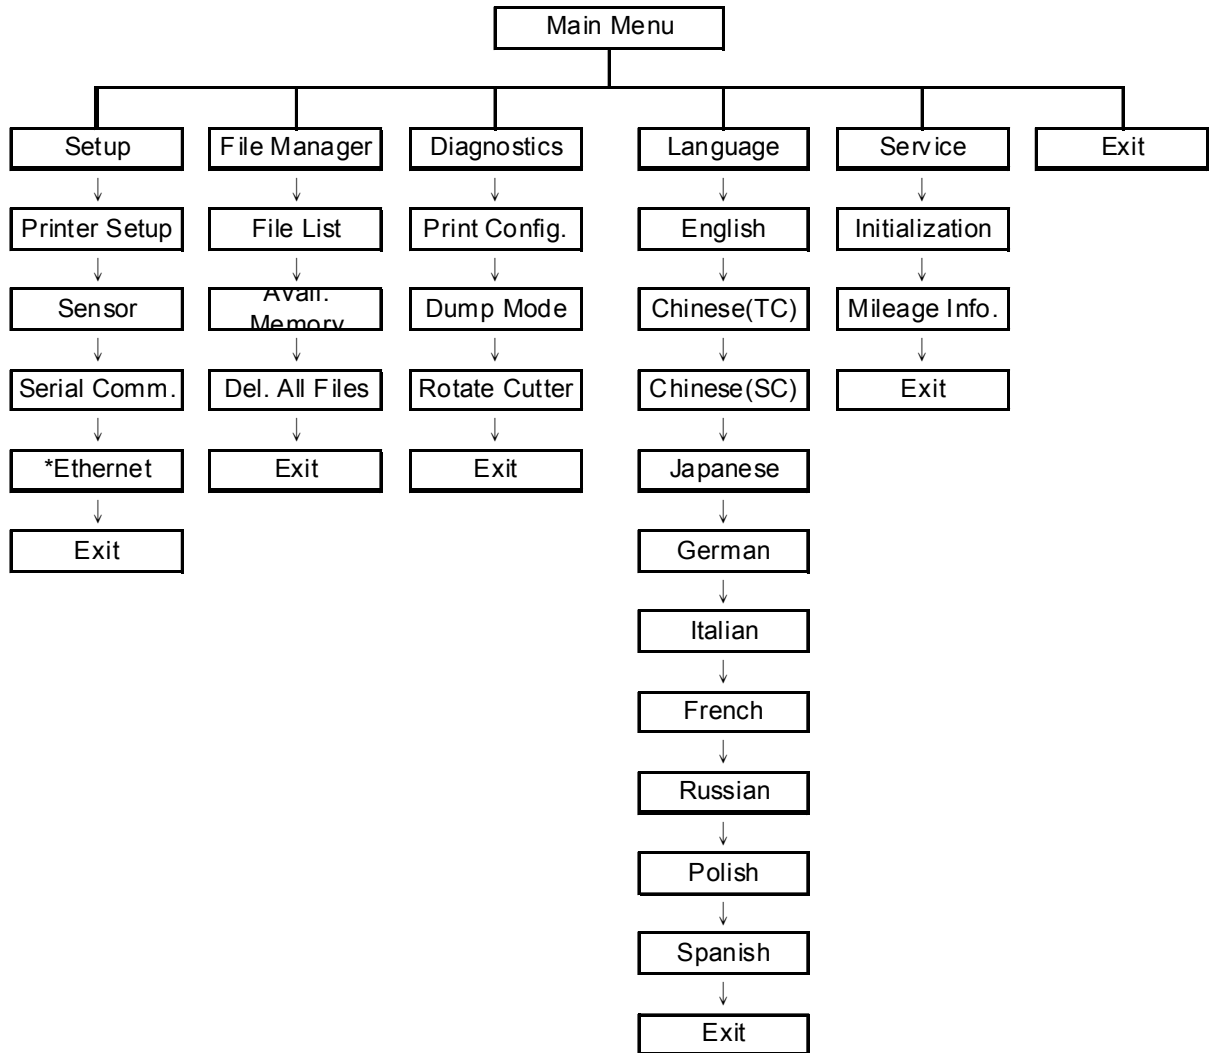 Main Menu
Setup
File Manager
Diagnostics
Language
Service
Exit
Printer Setup
File List
Print Config.
English
Initialization
Sensor
Avail.
Memory
Dump Mode
Chinese(TC)
Mileage Info.
Serial Comm.
Del. All Files
Rotate Cutter
Chinese(SC)
Exit
*Ethernet
Exit
Exit
Japanese
Exit
German
Italian
French
Russian
Polish
Spanish
Exit